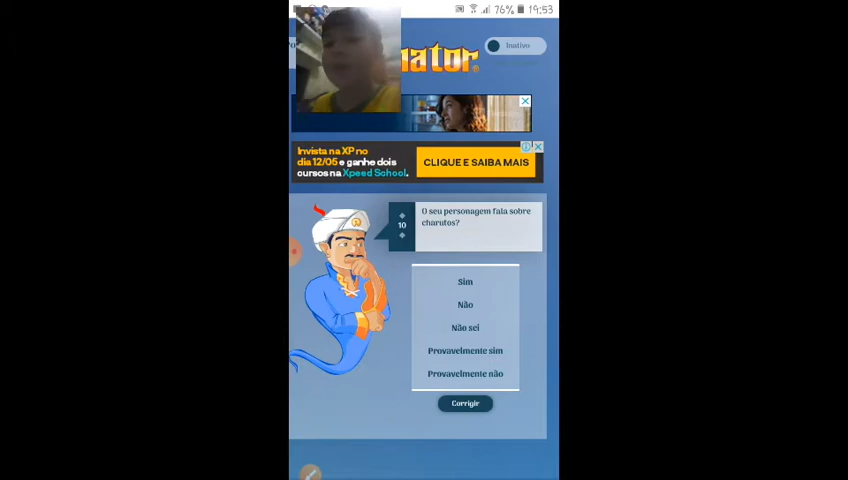 76% 19:53
Inativo
nator
Invista na XP no
dia 12/05 e ganhe dois
cursos na Xpeed School.
CLIQUE E SAIBA MAIS
O seu personagem fala sobre
charutos?
10
Sim
Não
Não sei
Provavelmente sim
Provavelmente não
Corrigir